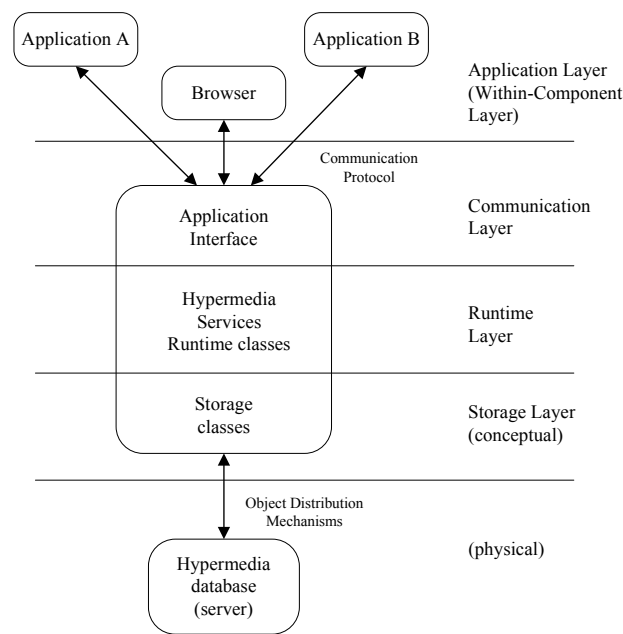 Application A
Application B
Browser
Application Layer
(Within-Component
Layer)
Communication
Protocol
Application
Interface
Communication
Layer
Hypermedia
Services
Runtime classes
Runtime
Layer
Storage
classes
Storage Layer
(conceptual)
Object Distribution
Mechanisms
Hypermedia
database
(server)
(physical)